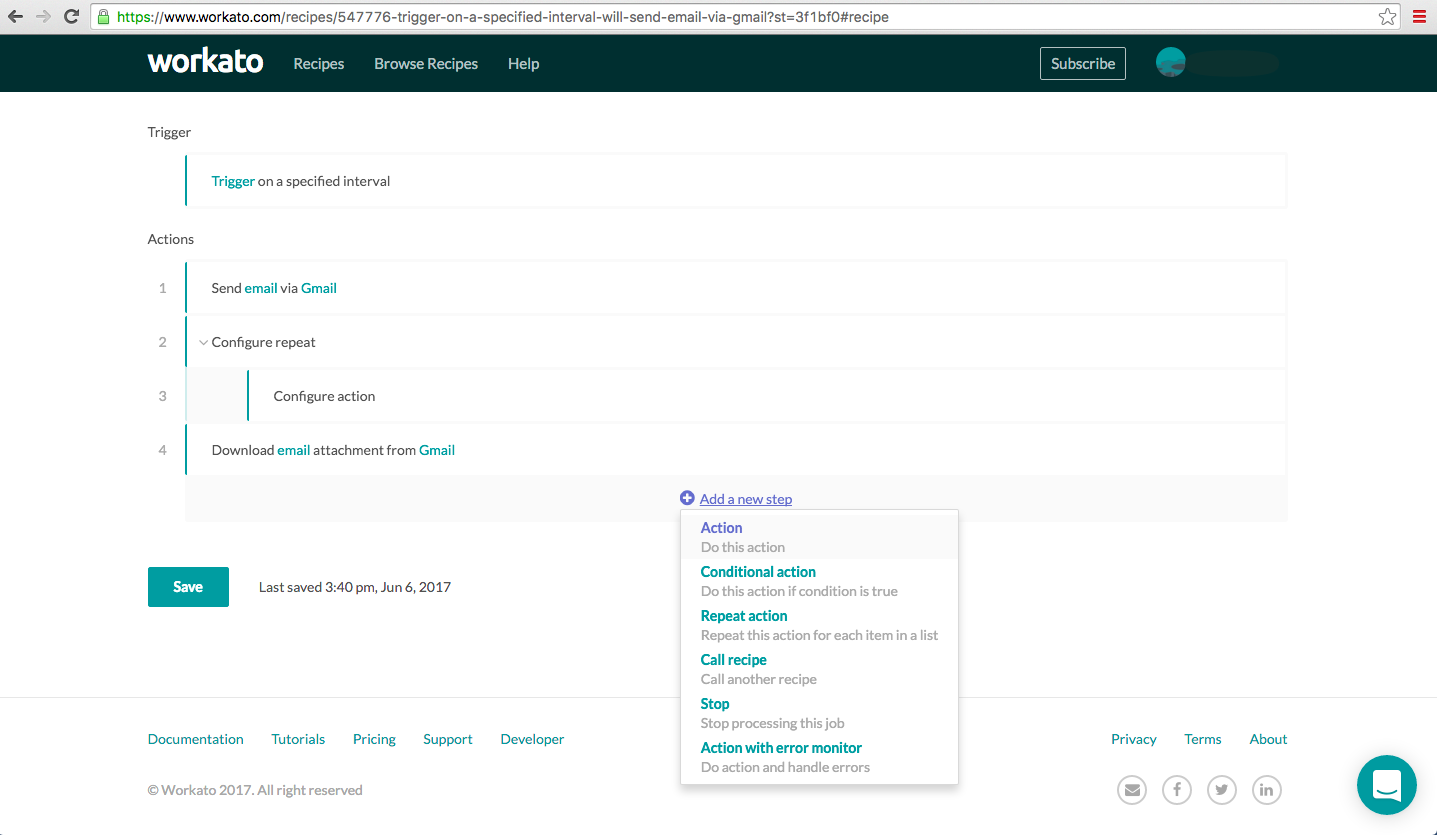 https://www.workato.com/recipes/547776-trigger-on-a-specified-interval-will-send-email-via-gmail?st=3f1bf0#recipe
workato Recipes Browse Recipes Help Subscribe
Trigger
Trigger on a specified interval
Actions
1 Send email via Gmail
2 Configure repeat
3 Configure action
4 Download email attachment from Gmail
Add a new step
Action
Do this action
Conditional action
Do this action if condition is true
Repeat action
Repeat this action for each item in a list
Call recipe
Call another recipe
Stop
Stop processing this job
Action with error monitor
Do action and handle errors
Save Last saved 3:40 pm, Jun 6, 2017
Documentation Tutorials Pricing Support Developer Privacy Terms About
© Workato 2017. All right reserved